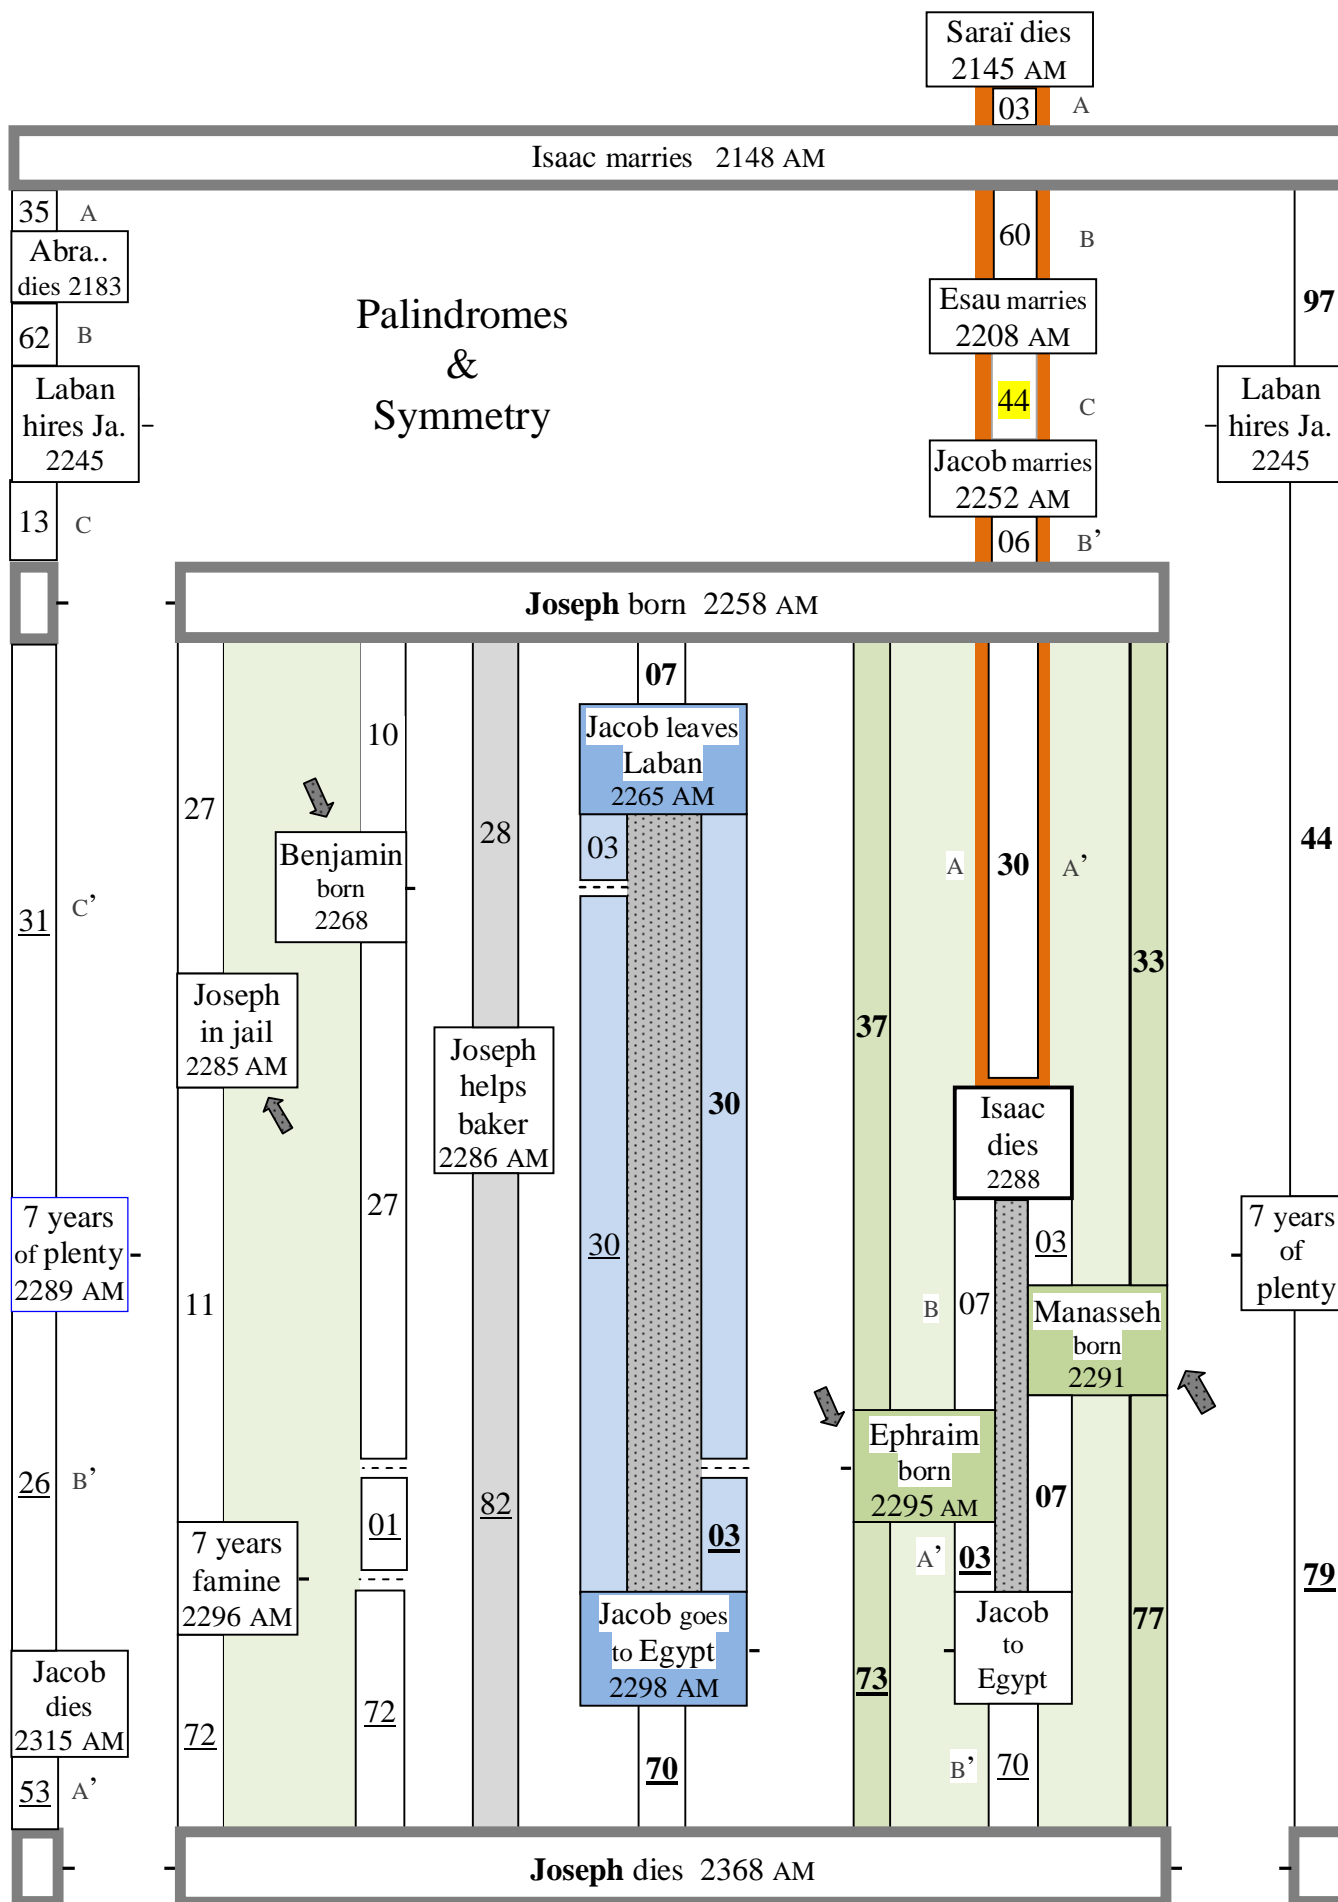 Saraï dies
2145 AM
03 A
Isaac marries 2148 AM
35 A
Abra..
dies 2183
62 B
Laban
hires Ja.
2245
13 C
Palindromes
&
Symmetry
60 B
Esau marries
2208 AM
44 C
Jacob marries
2252 AM
06 B’
97
Laban
hires Ja.
2245
Joseph born 2258 AM
31 C’
7 years
of plenty
2289 AM
26 B’
Jacob
dies
2315 AM
53 A’
27
Joseph
in jail
2285 AM
11
7 years
famine
2296 AM
72
10
Benjamin
born
2268
27
01
72
28
Joseph
helps
baker
2286 AM
82
07
Jacob leaves
Laban
2265 AM
03
30
30
03
Jacob goes
to Egypt
2298 AM
70
37
Ephraim
born
2295 AM
73
A 30 A’
Isaac
dies
2288
B 07
03
Manasseh
born
2291
07
A’ 03
Jacob
to
Egypt
B’ 70
33
77
44
7 years
of
plenty
79
Joseph dies 2368 AM